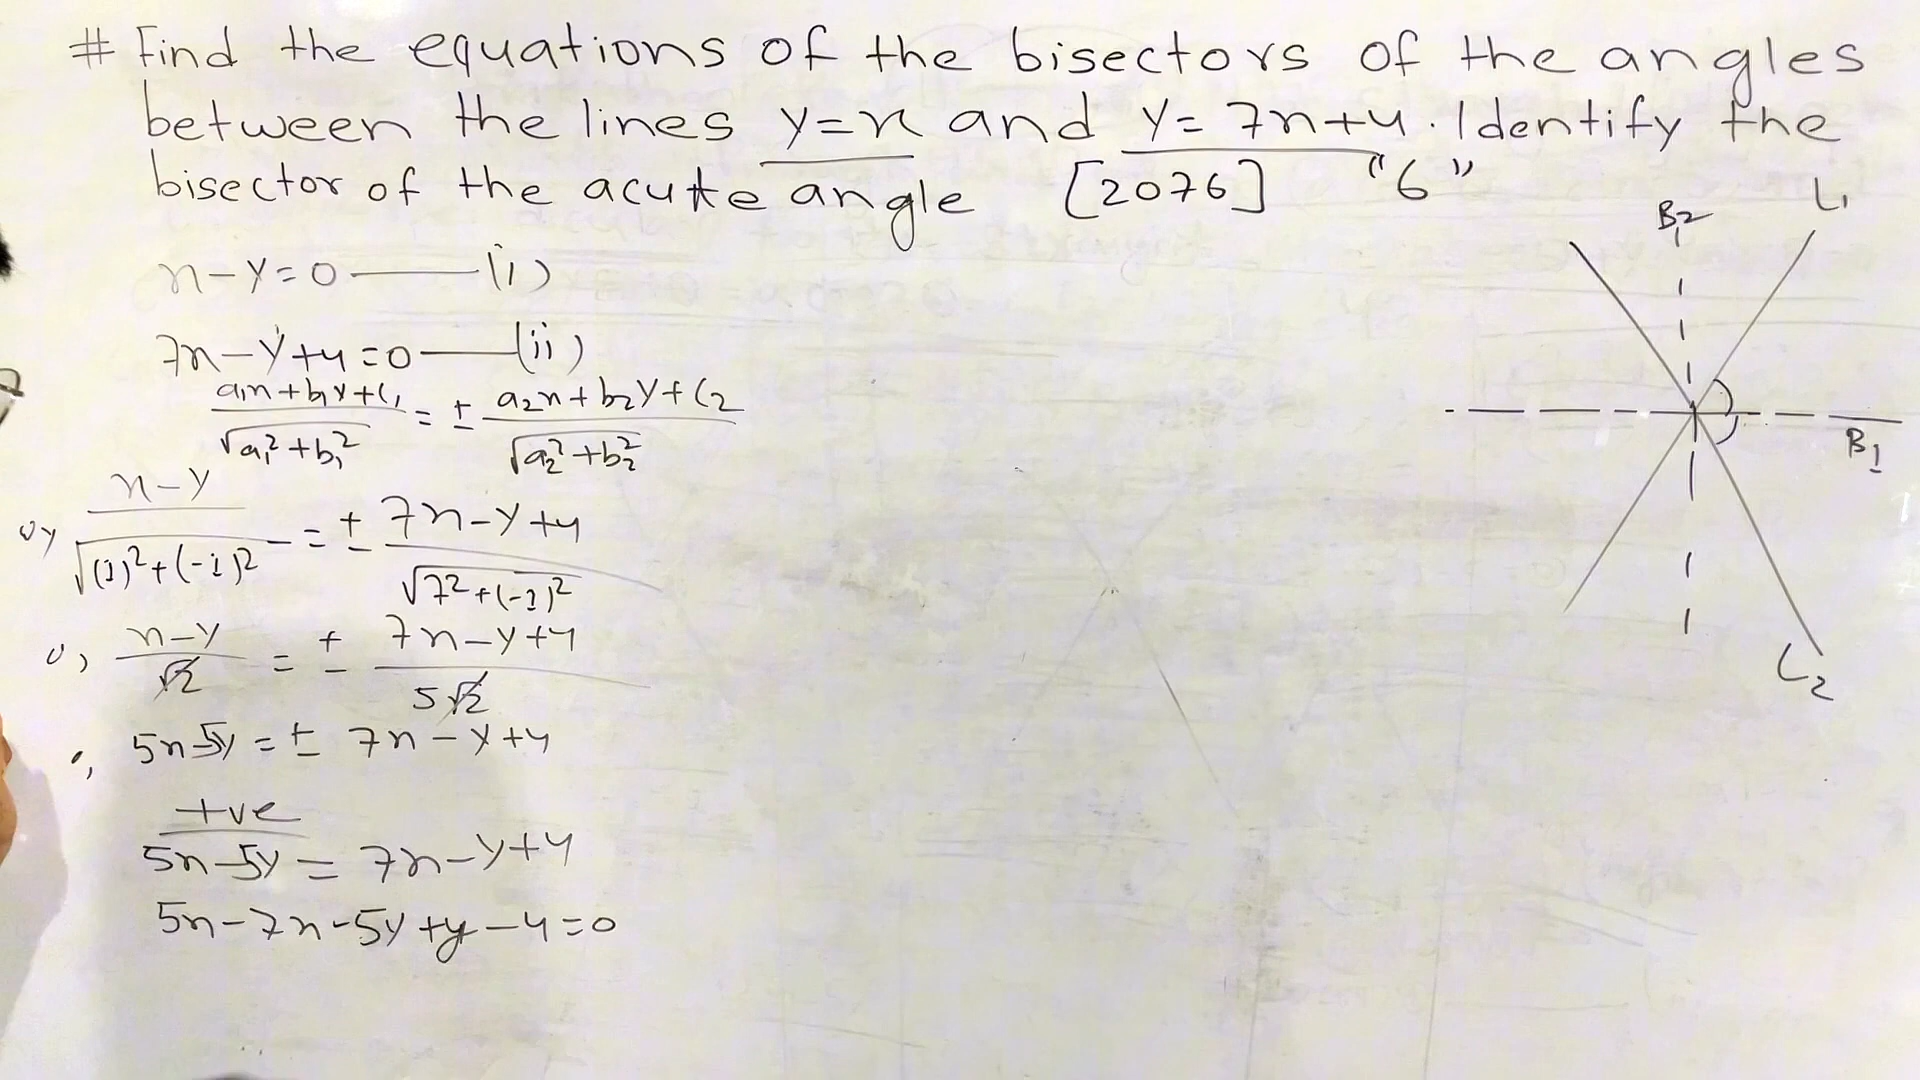 # Find the equations of the bisectors of the angles
between the lines y=x and y=7x+4. Identify the
bisector of the acute angle [2076] "6"
x-y=0 —— (i)
7x-y+4=0 —— (ii)
(a₁x+b₁y+c₁)/√(a₁²+b₁²) = ± (a₂x+b₂y+c₂)/√(a₂²+b₂²)
or, (x-y)/√((1)²+(-1)²) = ± (7x-y+4)/√(7²+(-1)²)
or, (x-y)/√2 = ± (7x-y+4)/5√2
5x-5y = ± 7x-y+4
+ve
5x-5y = 7x-y+4
5x-7x-5y+y-4=0
B₂
L₁
B₁
L₂